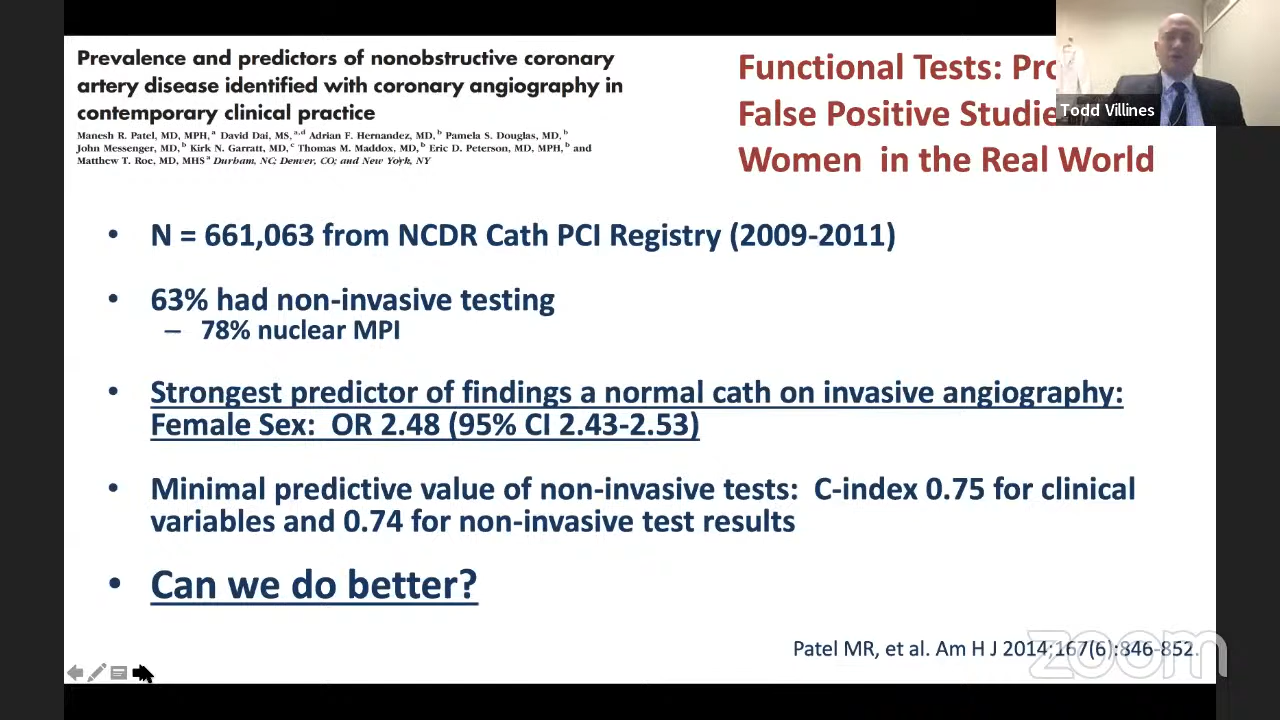 Prevalence and predictors of nonobstructive coronary
artery disease identified with coronary angiography in
contemporary clinical practice
Manesh R. Patel, MD, MPH,a David Dai, MS,a,d Adrian F. Hernandez, MD,b Pamela S. Douglas, MD,b
John Messenger, MD,b Kirk N. Garratt, MD,c Thomas M. Maddox, MD,b Eric D. Peterson, MD, MPH,b and
Matthew T. Roe, MD, MHSa Durham, NC; Denver, CO; and New York, NY
Functional Tests:
False Positive
Women in the Real World
Todd Villines
• N = 661,063 from NCDR Cath PCI Registry (2009-2011)
• 63% had non-invasive testing
– 78% nuclear MPI
• Strongest predictor of findings a normal cath on invasive angiography:
Female Sex: OR 2.48 (95% CI 2.43-2.53)
• Minimal predictive value of non-invasive tests: C-index 0.75 for clinical
variables and 0.74 for non-invasive test results
• Can we do better?
Patel MR, et al. Am H J 2014;167(6):846-852.
zoom